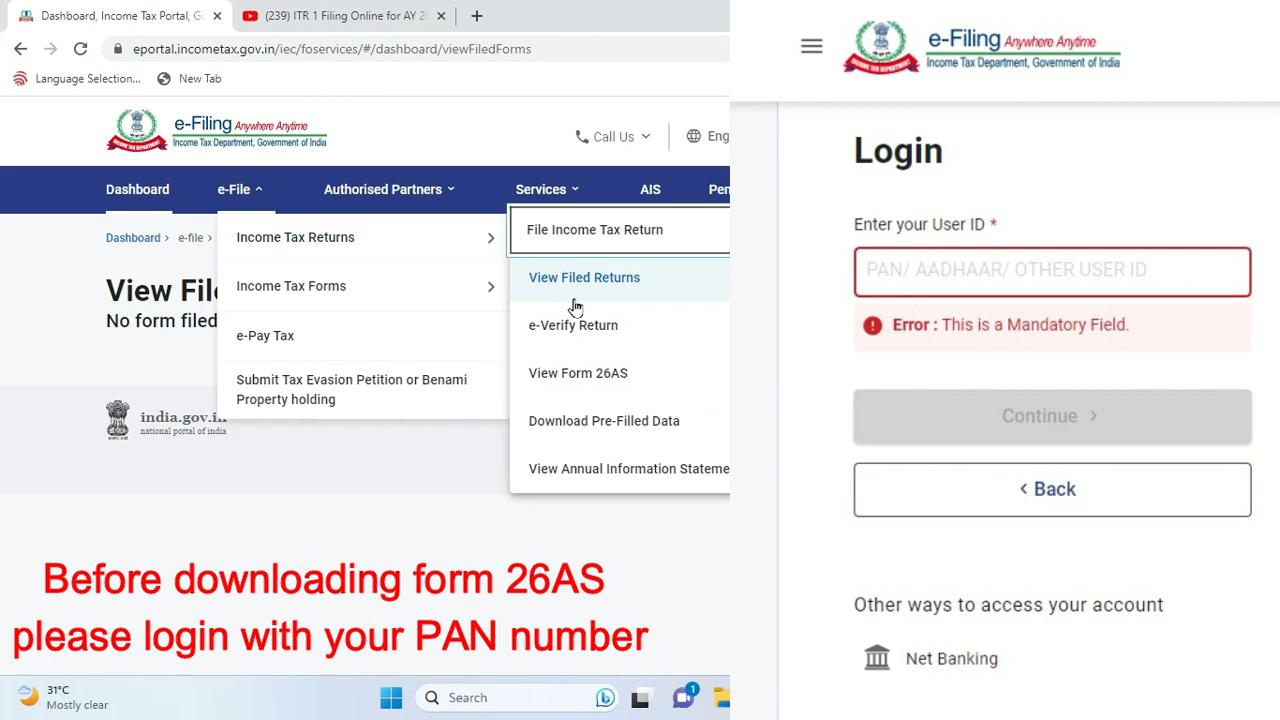 Dashboard, Income Tax Portal, Go
(239) ITR 1 Filing Online for AY 20
eportal.incometax.gov.in/iec/foservices/#/dashboard/viewFiledForms
Language Selection...
New Tab
e-Filing Anywhere Anytime
Income Tax Department, Government of India
Call Us
Eng
Dashboard
e-File
Authorised Partners
Services
AIS
Pen
Dashboard
e-file
View File
No form filed
Income Tax Returns
Income Tax Forms
e-Pay Tax
Submit Tax Evasion Petition or Benami
Property holding
File Income Tax Return
View Filed Returns
e-Verify Return
View Form 26AS
Download Pre-Filled Data
View Annual Information Stateme
india.gov.in
national portal of india
Before downloading form 26AS
please login with your PAN number
31°C
Mostly clear
Search
1
e-Filing Anywhere Anytime
Income Tax Department, Government of India
Login
Enter your User ID *
PAN/ AADHAAR/ OTHER USER ID
Error : This is a Mandatory Field.
Continue >
< Back
Other ways to access your account
Net Banking